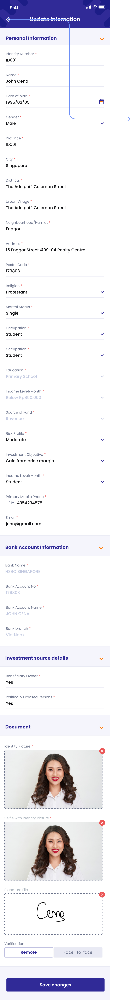 9:41
Update information
Personal Information
Identity Number *
ID001
Name *
John Cena
Date of birth *
1995/02/05
Gender *
Male
Province *
ID001
City *
Singapore
Districts *
The Adelphi 1 Coleman Street
Urban Village *
The Adelphi 1 Coleman Street
Neighbourhood/Hamlet *
Enggor
Address *
15 Enggor Street #09-04 Realty Centre
Postal Code *
179803
Religion *
Protestant
Marital Status *
Single
Occupation *
Student
Occupation *
Student
Education *
Primary School
Income Level/Month *
Below Rp850.000
Source of Fund *
Revenue
Risk Profile *
Moderate
Investment Objective *
Gain from price margin
Income Level/Month *
Student
Primary Mobile Phone *
+91 4354234575
Email *
john@gmail.com
Bank Account Information
Bank Name *
HSBC SINGAPORE
Bank Account No *
179803
Bank Account Name *
JOHN CENA
Bank branch *
VietNam
Investment source details
Beneficiary Owner *
Yes
Politically Exposed Persons *
Yes
Document
Identity Picture *
Selfie with Identity Picture *
Signature File *
Cena
Verification
Remote Face -to-face
Save changes